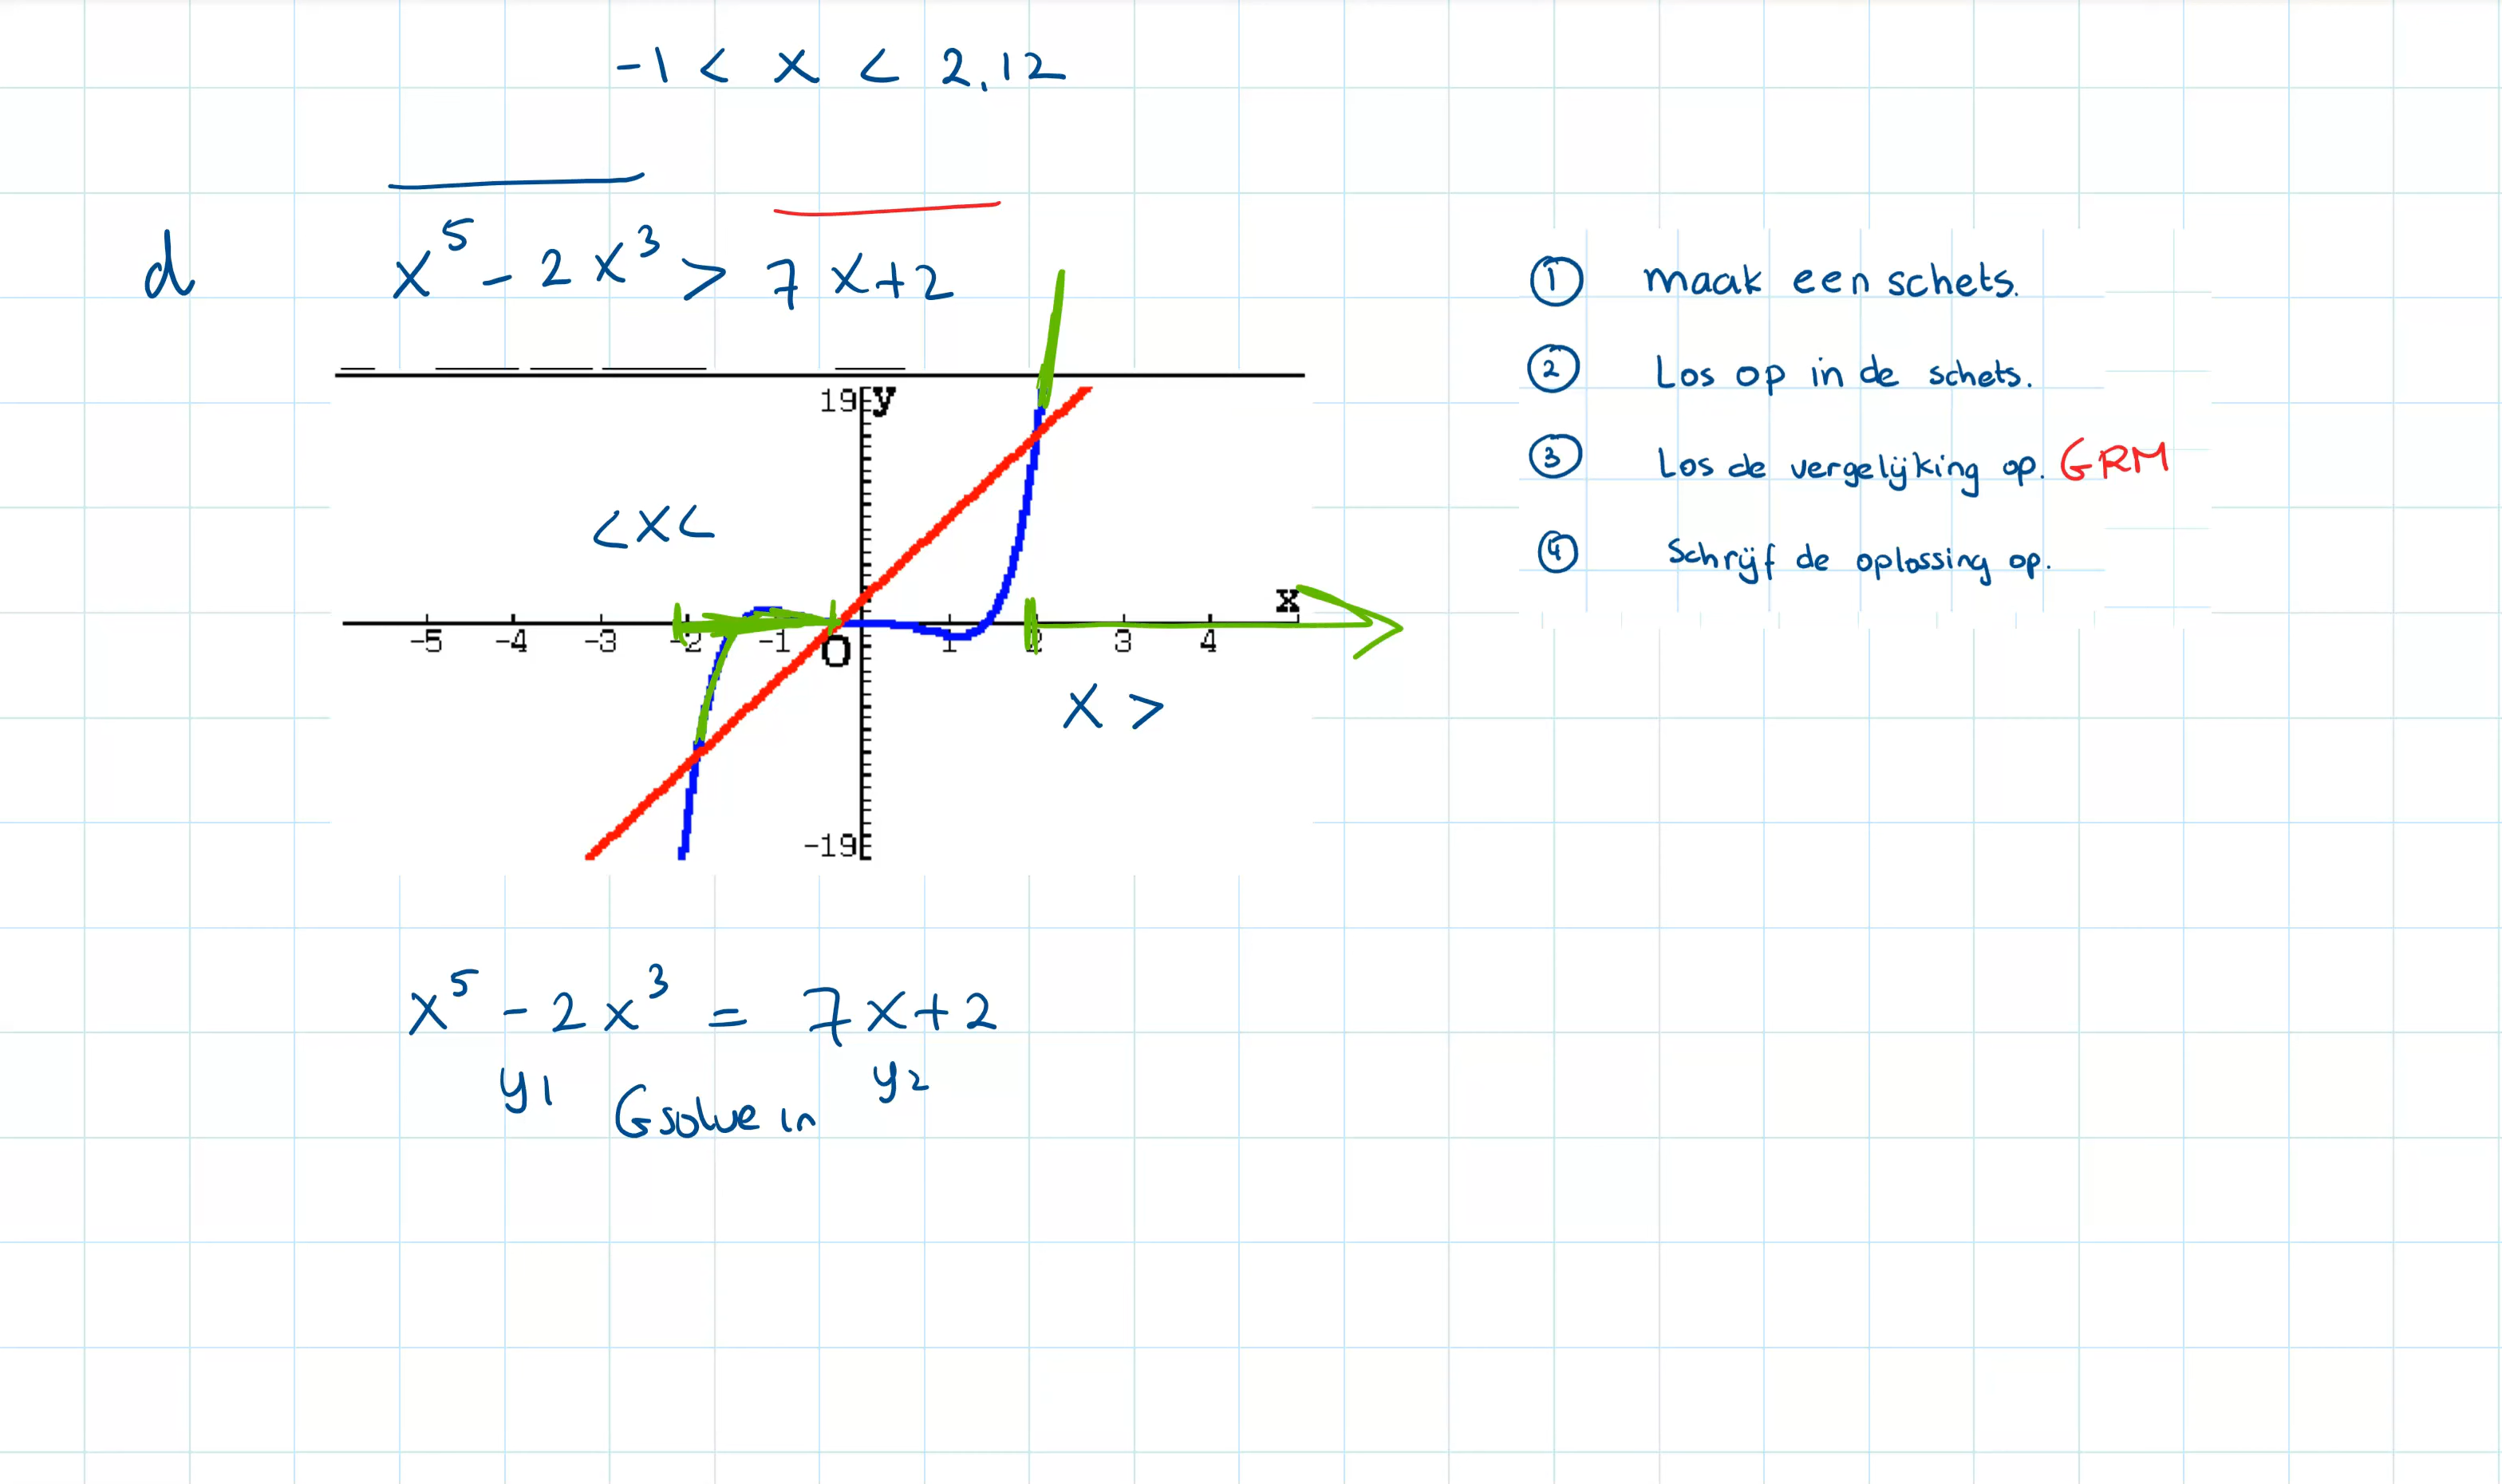 -1 < x < 2,12
d x⁵ - 2x³ > 7x+2
19 y
<x<
x
-5 -4 -3 -2 -1 O 1 2 3 4
x >
-19
x⁵ - 2x³ = 7x+2
y1 y2
Gsolve in
① maak een schets.
② Los op in de schets.
③ Los de vergelijking op. GRM
④ Schrijf de oplossing op.